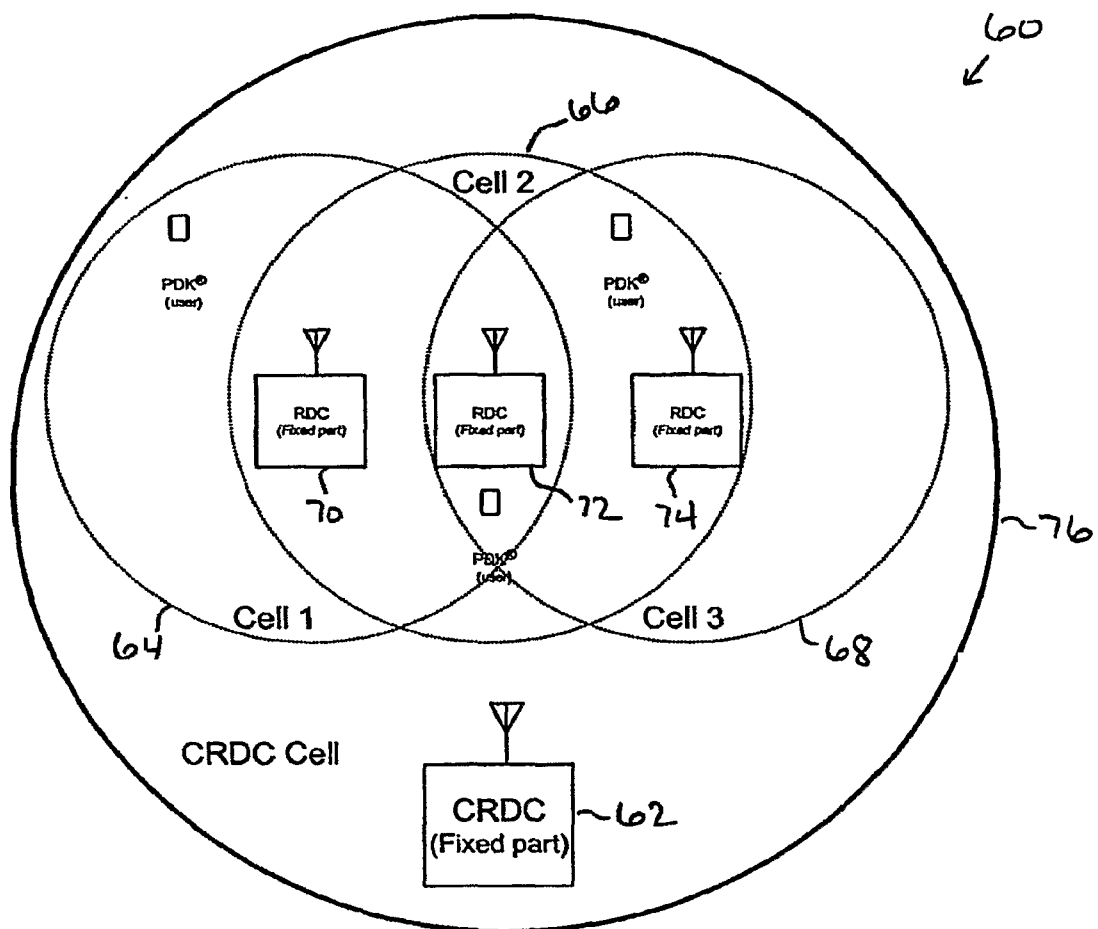 60
66
Cell 2
PDK®
(user)
PDK®
(user)
RDC
(Fixed part)
RDC
(Fixed part)
RDC
(Fixed part)
70
72
74
76
PDK®
(user)
Cell 1
Cell 3
64
68
CRDC Cell
CRDC
(Fixed part)
62